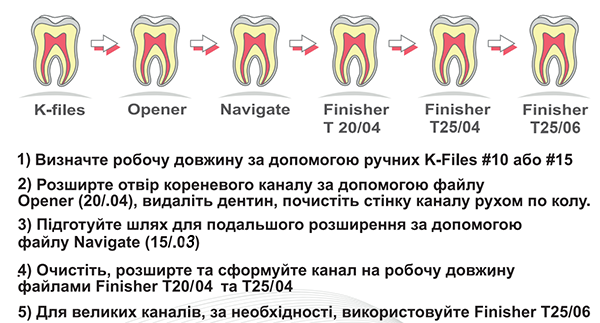 K-files Opener Navigate Finisher Finisher Finisher
T 20/04 T25/04 T25/06
1) Визначте робочу довжину за допомогою ручних K-Files #10 або #15
2) Розширте отвір кореневого каналу за допомогою файлу
Opener (20/.04), видаліть дентин, почистіть стінку каналу рухом по колу.
3) Підготуйте шлях для подальшого розширення за допомогою
файлу Navigate (15/.03)
4) Очистіть, розширте та сформуйте канал на робочу довжину
файлами Finisher T20/04 та T25/04
5) Для великих каналів, за необхідності, використовуйте Finisher T25/06